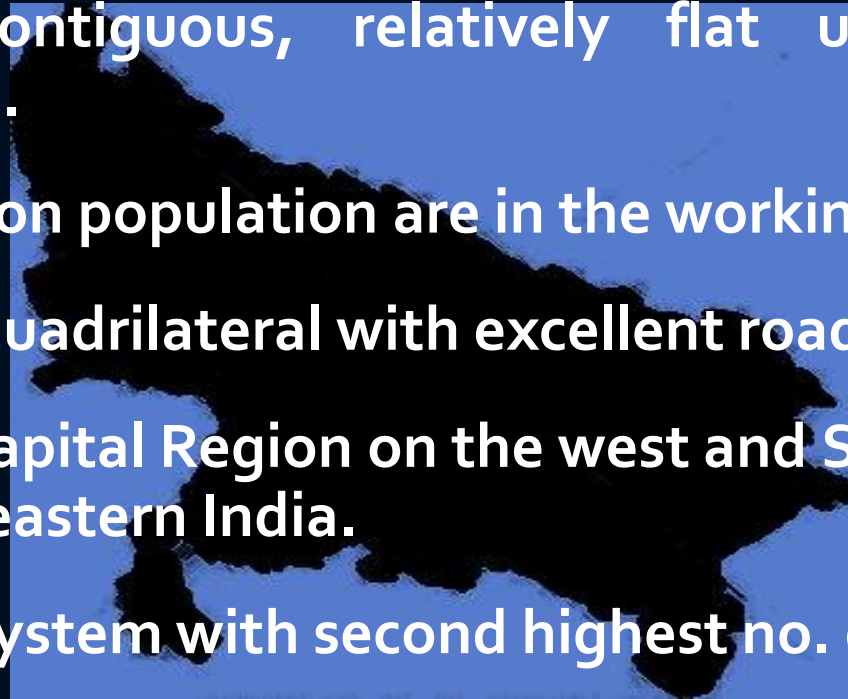 ontiguous, relatively flat u
.
on population are in the workin
uadrilateral with excellent road
apital Region on the west and S
eastern India.
ystem with second highest no.